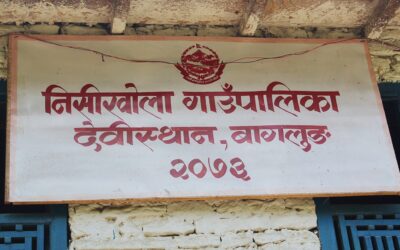 निसीखोला गाउँपालिका
देवीस्थान, बागलुङ
२०७३